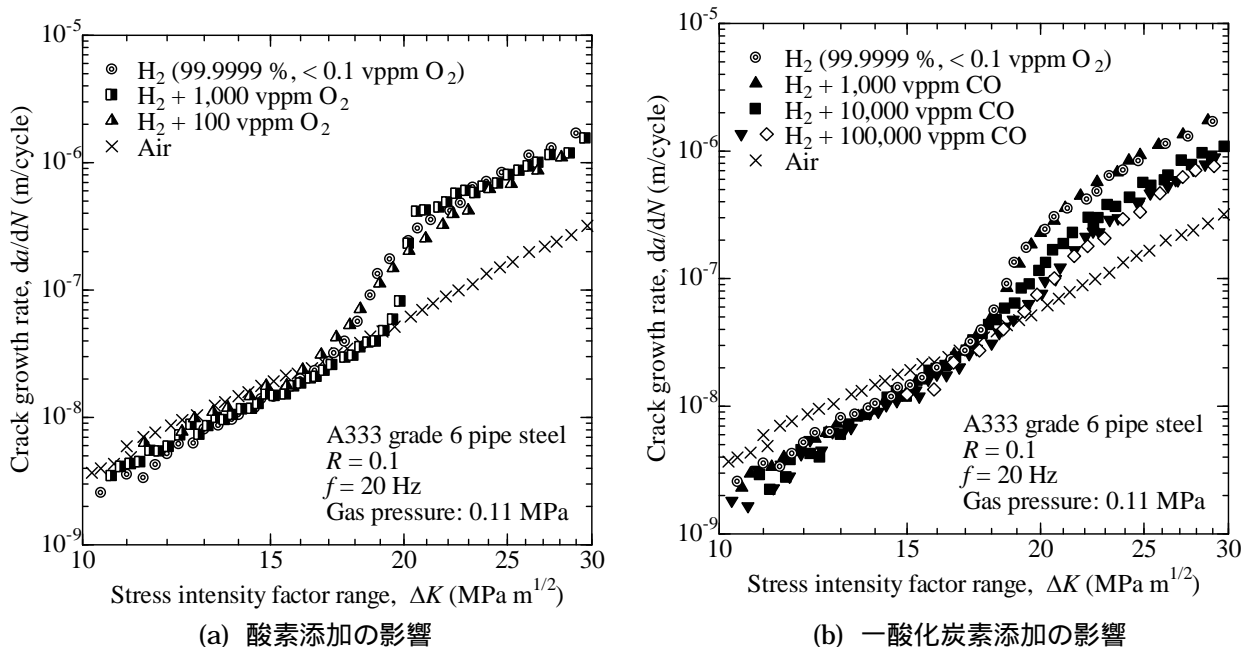 10⁻⁵
10⁻⁶
10⁻⁷
10⁻⁸
10⁻⁹
Crack growth rate, da/dN (m/cycle)
H₂ (99.9999 %, < 0.1 vppm O₂)
H₂ + 1,000 vppm O₂
H₂ + 100 vppm O₂
Air
A333 grade 6 pipe steel
R = 0.1
f = 20 Hz
Gas pressure: 0.11 MPa
10 15 20 30
Stress intensity factor range, ΔK (MPa m¹/²)
(a) 酸素添加の影響
10⁻⁵
10⁻⁶
10⁻⁷
10⁻⁸
10⁻⁹
Crack growth rate, da/dN (m/cycle)
H₂ (99.9999 %, < 0.1 vppm O₂)
H₂ + 1,000 vppm CO
H₂ + 10,000 vppm CO
H₂ + 100,000 vppm CO
Air
A333 grade 6 pipe steel
R = 0.1
f = 20 Hz
Gas pressure: 0.11 MPa
10 15 20 30
Stress intensity factor range, ΔK (MPa m¹/²)
(b) 一酸化炭素添加の影響